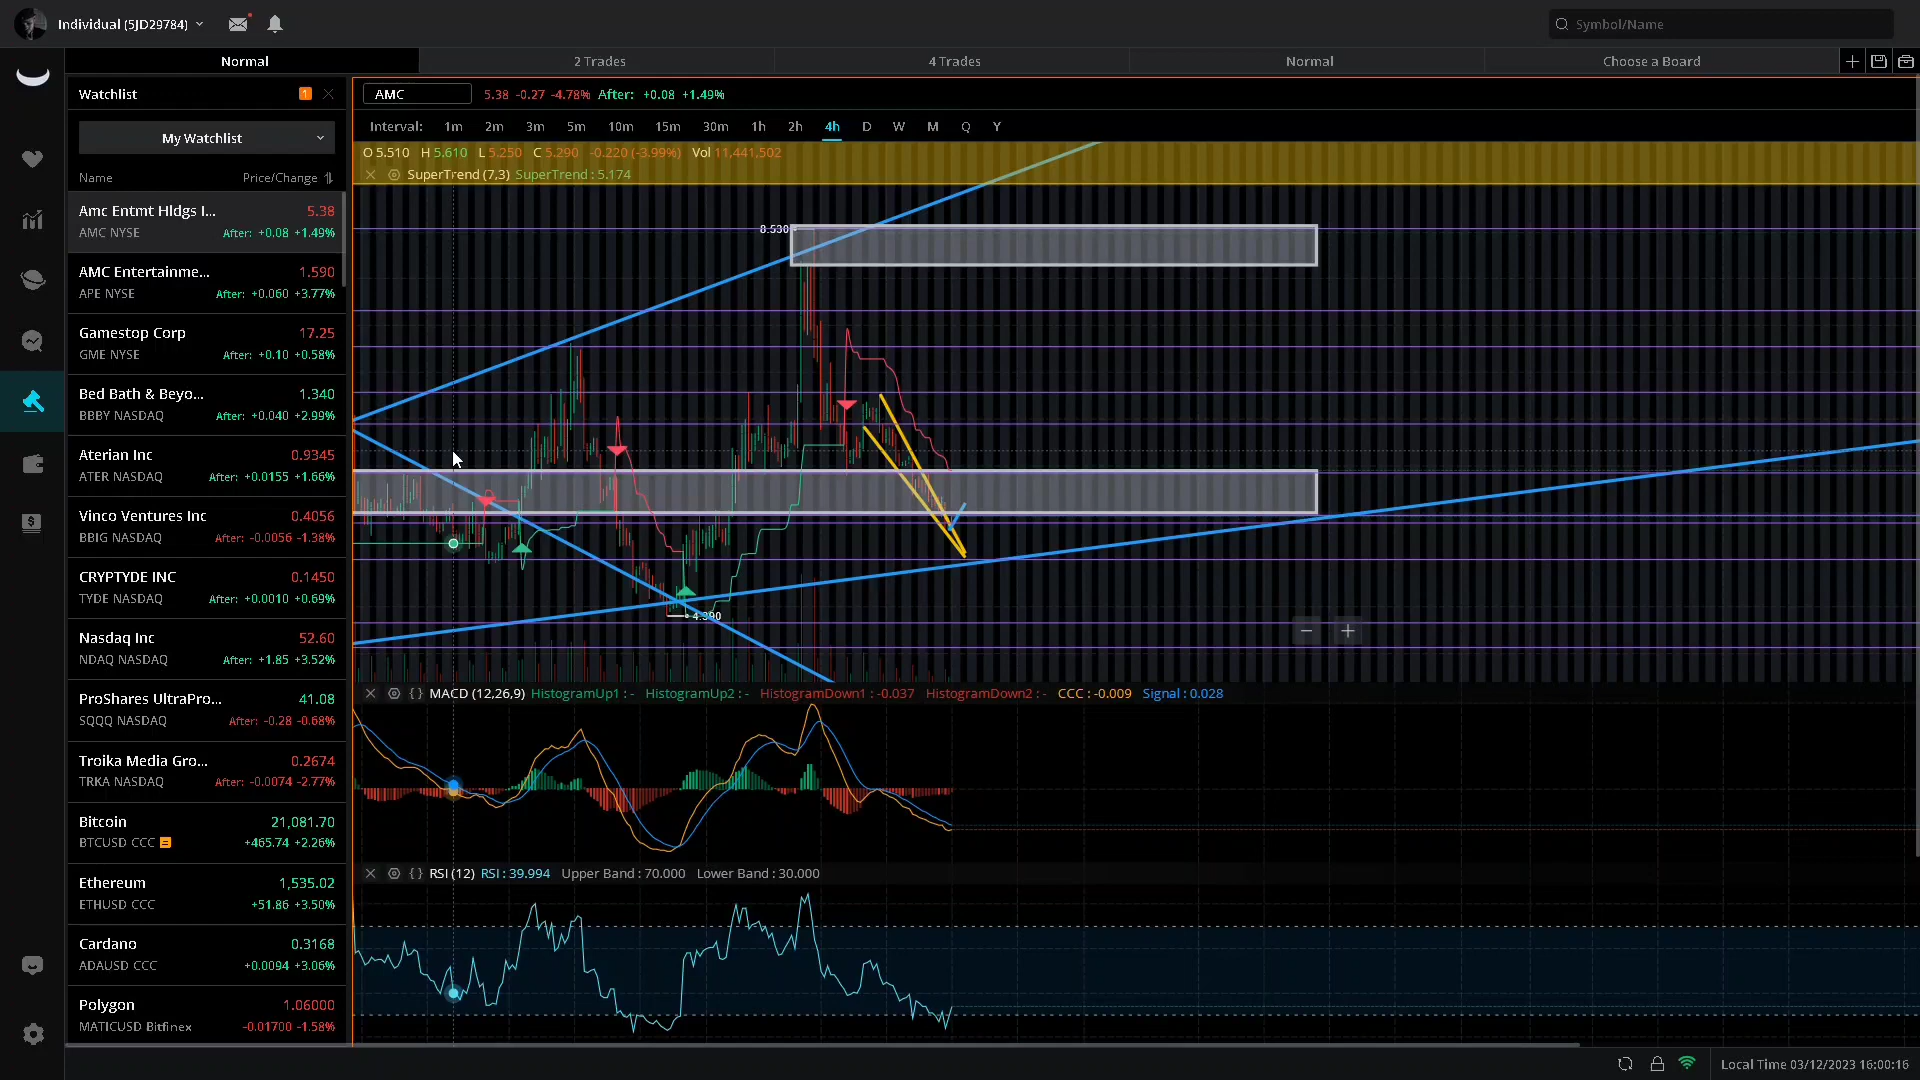 Individual (5JD29784)
Symbol/Name
Normal
2 Trades
4 Trades
Normal
Choose a Board
Watchlist
1
My Watchlist
Name Price/Change
Amc Entmt Hldgs I... 5.38
AMC NYSE After: +0.08 +1.49%
AMC Entertainme... 1.590
APE NYSE After: +0.060 +3.77%
Gamestop Corp 17.25
GME NYSE After: +0.10 +0.58%
Bed Bath & Beyo... 1.340
BBBY NASDAQ After: +0.040 +2.99%
Aterian Inc 0.9345
ATER NASDAQ After: +0.0155 +1.66%
Vinco Ventures Inc 0.4056
BBIG NASDAQ After: -0.0056 -1.38%
CRYPTYDE INC 0.1450
TYDE NASDAQ After: +0.0010 +0.69%
Nasdaq Inc 52.60
NDAQ NASDAQ After: +1.85 +3.52%
ProShares UltraPro... 41.08
SQQQ NASDAQ After: -0.28 -0.68%
Troika Media Gro... 0.2674
TRKA NASDAQ After: -0.0074 -2.77%
Bitcoin 21,081.70
BTCUSD CCC +465.74 +2.26%
Ethereum 1,535.02
ETHUSD CCC +51.86 +3.50%
Cardano 0.3168
ADAUSD CCC +0.0094 +3.06%
Polygon 1.06000
MATICUSD Bitfinex -0.01700 -1.58%
AMC 5.38 -0.27 -4.78% After: +0.08 +1.49%
Interval: 1m 2m 3m 5m 10m 15m 30m 1h 2h 4h D W M Q Y
O 5.510 H 5.610 L 5.250 C 5.290 -0.220 (-3.99%) Vol 11,441,502
SuperTrend (7,3) SuperTrend : 5.174
8.530
MACD (12,26,9) HistogramUp1 : - HistogramUp2 : - HistogramDown1 : -0.037 HistogramDown2 : - CCC : -0.009 Signal : 0.028
RSI (12) RSI : 39.994 Upper Band : 70.000 Lower Band : 30.000
Local Time 03/12/2023 16:00:16